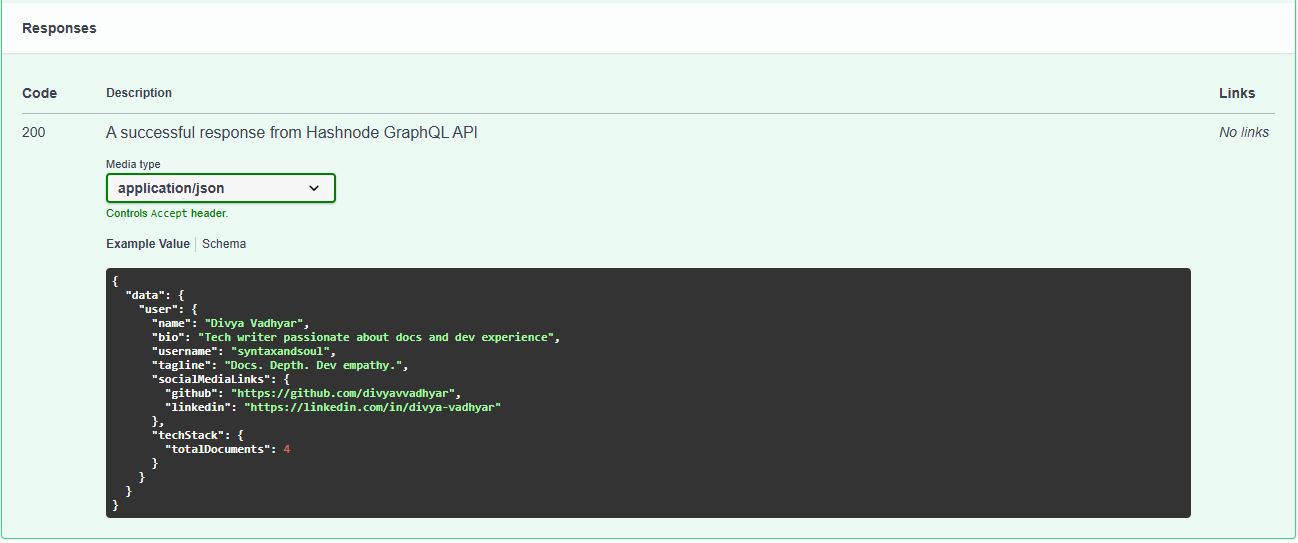 Responses
Code Description Links
200 A successful response from Hashnode GraphQL API No links
Media type
application/json
Controls Accept header.
Example Value Schema
{
  "data": {
    "user": {
      "name": "Divya Vadhyar",
      "bio": "Tech writer passionate about docs and dev experience",
      "username": "syntaxandsoul",
      "tagline": "Docs. Depth. Dev empathy.",
      "socialMediaLinks": {
        "github": "https://github.com/divyavvadhyar",
        "linkedin": "https://linkedin.com/in/divya-vadhyar"
      },
      "techStack": {
        "totalDocuments": 4
      }
    }
  }
}